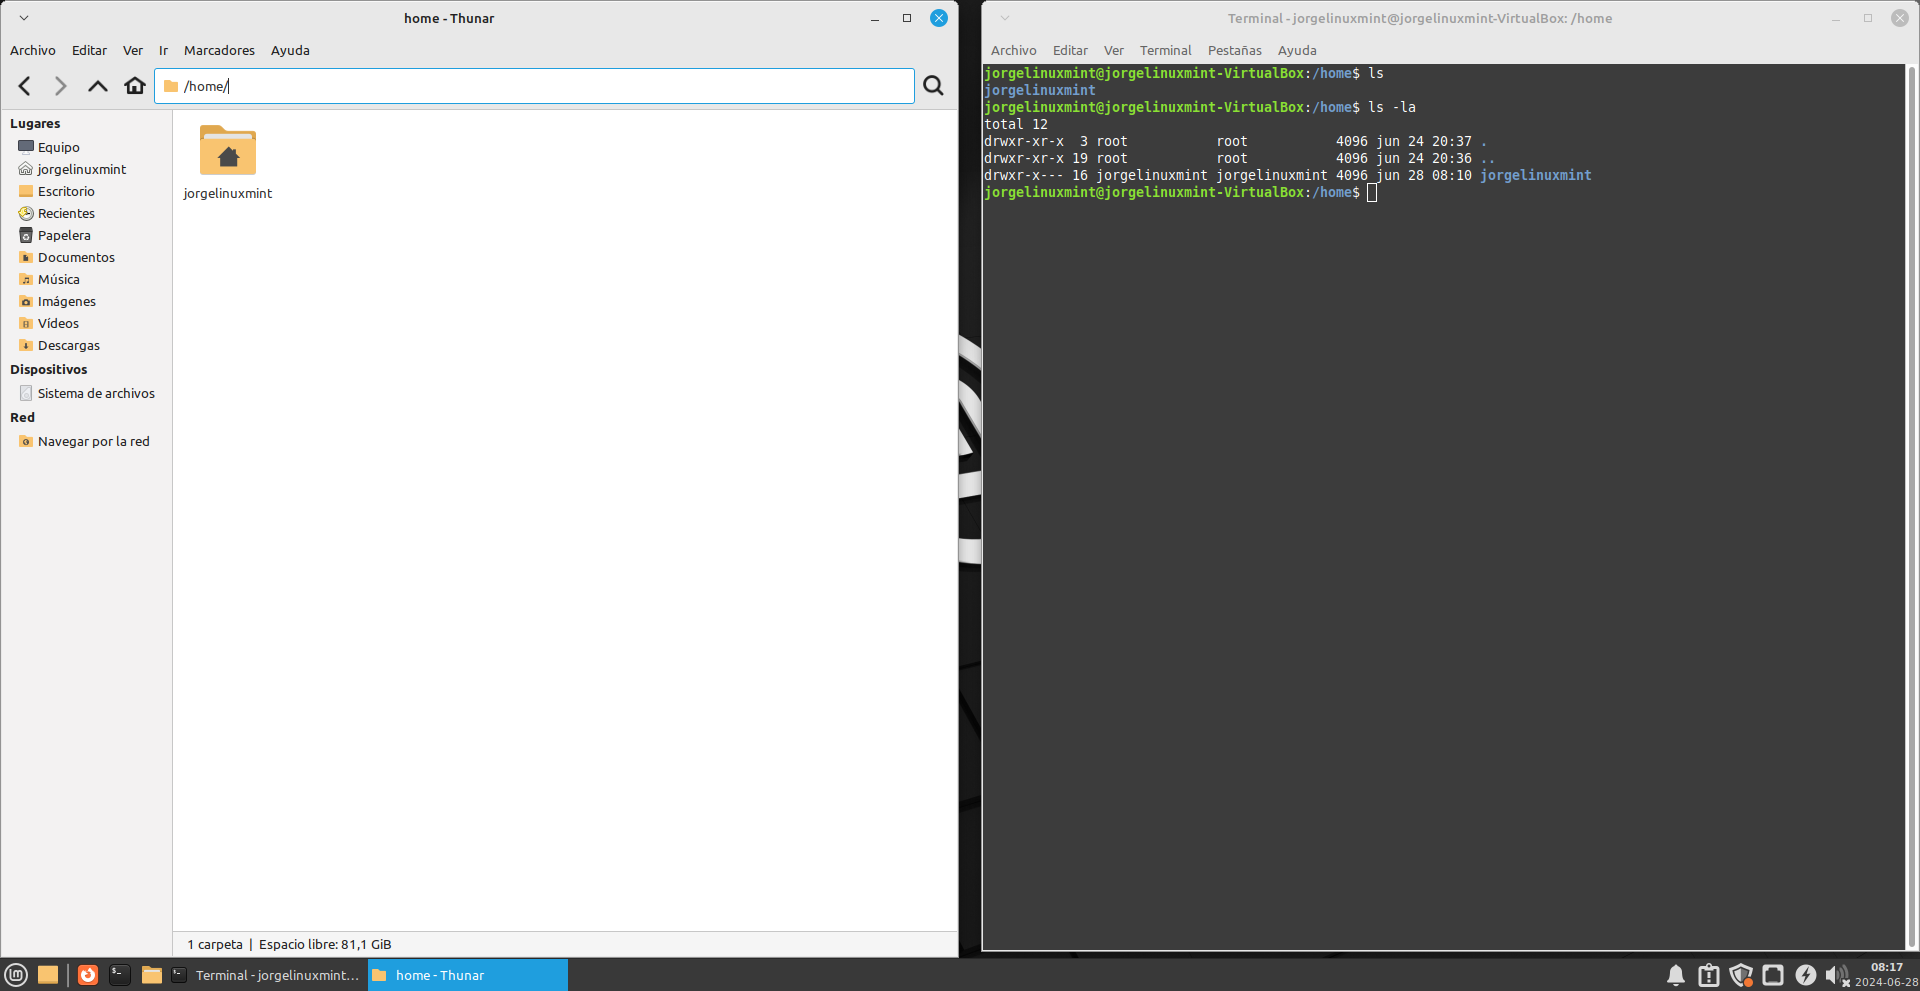 home - Thunar
Archivo Editar Ver Ir Marcadores Ayuda
/home/
Lugares
Equipo
jorgelinuxmint
Escritorio
Recientes
Papelera
Documentos
Música
Imágenes
Vídeos
Descargas
Dispositivos
Sistema de archivos
Red
Navegar por la red
jorgelinuxmint
1 carpeta | Espacio libre: 81,1 GiB
Terminal - jorgelinuxmint@jorgelinuxmint-VirtualBox: /home
Archivo Editar Ver Terminal Pestañas Ayuda
jorgelinuxmint@jorgelinuxmint-VirtualBox:/home$ ls
jorgelinuxmint
jorgelinuxmint@jorgelinuxmint-VirtualBox:/home$ ls -la
total 12
drwxr-xr-x  3 root           root           4096 jun 24 20:37 .
drwxr-xr-x 19 root           root           4096 jun 24 20:36 ..
drwxr-x--- 16 jorgelinuxmint jorgelinuxmint 4096 jun 28 08:10 jorgelinuxmint
jorgelinuxmint@jorgelinuxmint-VirtualBox:/home$
Terminal - jorgelinuxmint...
home - Thunar
08:17
2024-06-28